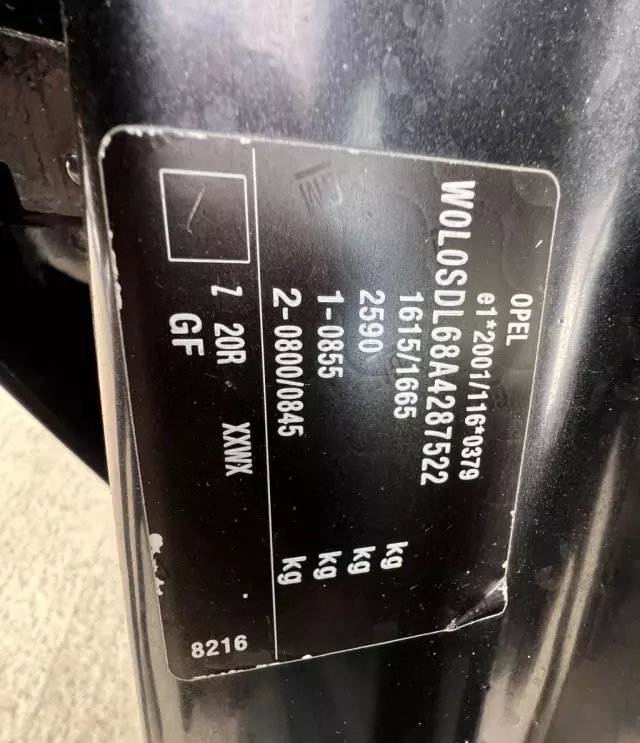 OPEL
e1*2001/116*0379
W0L0SDL68A4287522
1615/1665 kg
2590 kg
1-0855 kg
2-0800/0845 kg
Z 20R XXWX
GF
8216